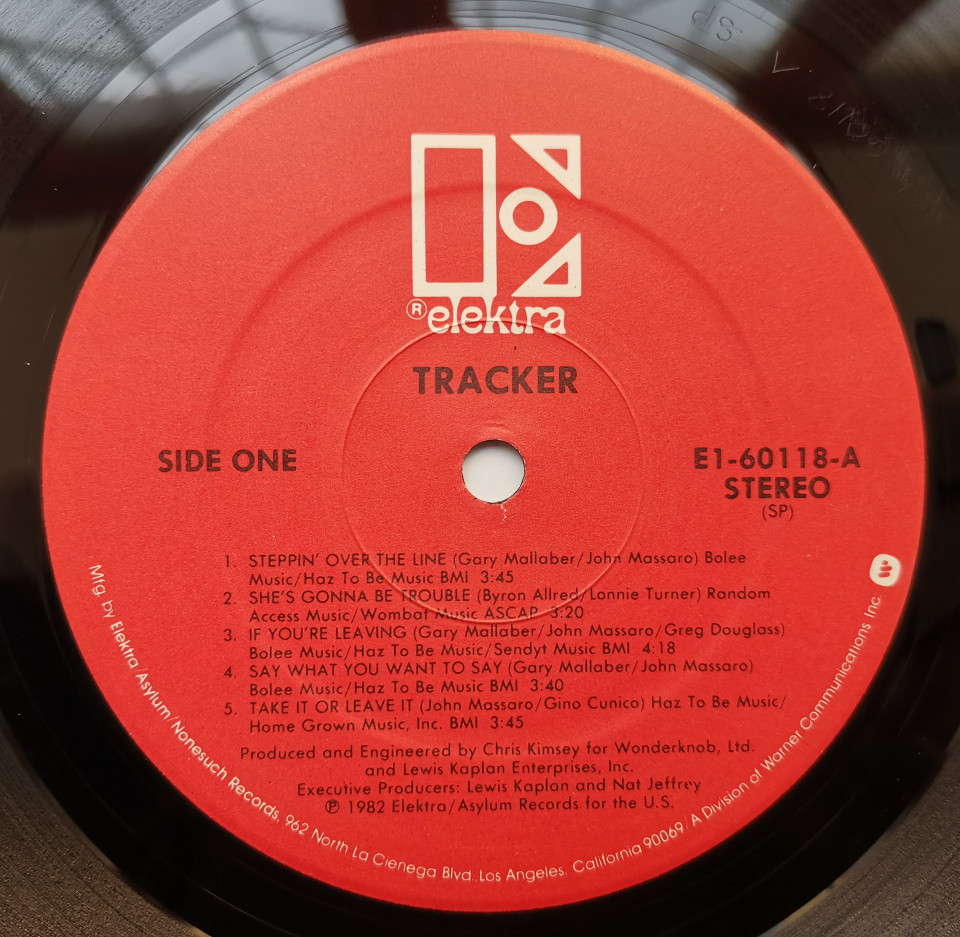 ® elektra
TRACKER
SIDE ONE
E1-60118-A
STEREO
(SP)
1. STEPPIN' OVER THE LINE (Gary Mallaber/John Massaro) Bolee
Music/Haz To Be Music BMI 3:45
2. SHE'S GONNA BE TROUBLE (Byron Allred/Lonnie Turner) Random
Access Music/Wombat Music ASCAP 3:20
3. IF YOU'RE LEAVING (Gary Mallaber/John Massaro/Greg Douglass)
Bolee Music/Haz To Be Music/Sendyt Music BMI 4:18
4. SAY WHAT YOU WANT TO SAY (Gary Mallaber/John Massaro)
Bolee Music/Haz To Be Music BMI 3:40
5. TAKE IT OR LEAVE IT (John Massaro/Gino Cunico) Haz To Be Music/
Home Grown Music, Inc. BMI 3:45
Produced and Engineered by Chris Kimsey for Wonderknob, Ltd.
and Lewis Kaplan Enterprises, Inc.
Executive Producers: Lewis Kaplan and Nat Jeffrey
℗ 1982 Elektra/Asylum Records for the U.S.
Mfg. by Elektra/Asylum/Nonesuch Records, 962 North La Cienega Blvd. Los Angeles, California 90069/A Division of Warner Communications Inc
SP